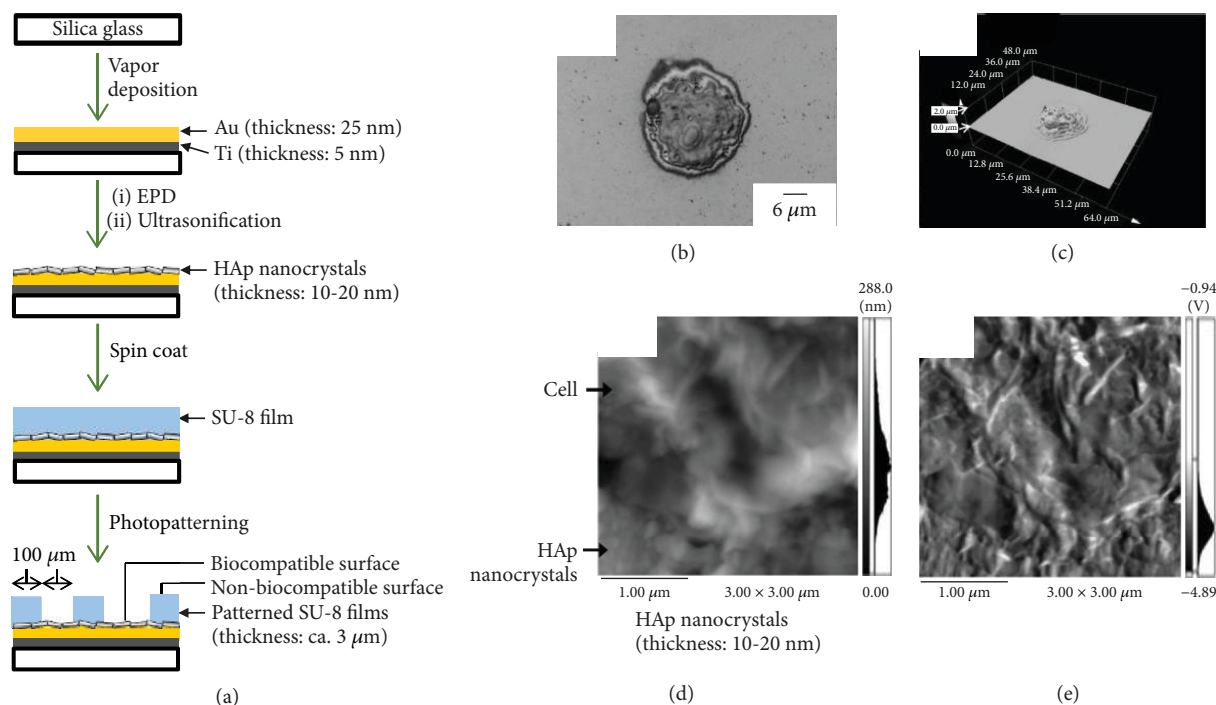 Silica glass
Vapor
deposition
Au (thickness: 25 nm)
Ti (thickness: 5 nm)
(i) EPD
(ii) Ultrasonification
HAp nanocrystals
(thickness: 10-20 nm)
Spin coat
SU-8 film
Photopatterning
100 μm
Biocompatible surface
Non-biocompatible surface
Patterned SU-8 films
(thickness: ca. 3 μm)
(a)
6 μm
(b)
48.0 μm
36.0 μm
24.0 μm
12.0 μm
2.0 μm
0.0 μm
0.0 μm
12.8 μm
25.6 μm
38.4 μm
51.2 μm
64.0 μm
(c)
288.0
(nm)
Cell
HAp
nanocrystals
1.00 μm
3.00 × 3.00 μm
0.00
HAp nanocrystals
(thickness: 10-20 nm)
(d)
−0.94
(V)
1.00 μm
3.00 × 3.00 μm
−4.89
(e)